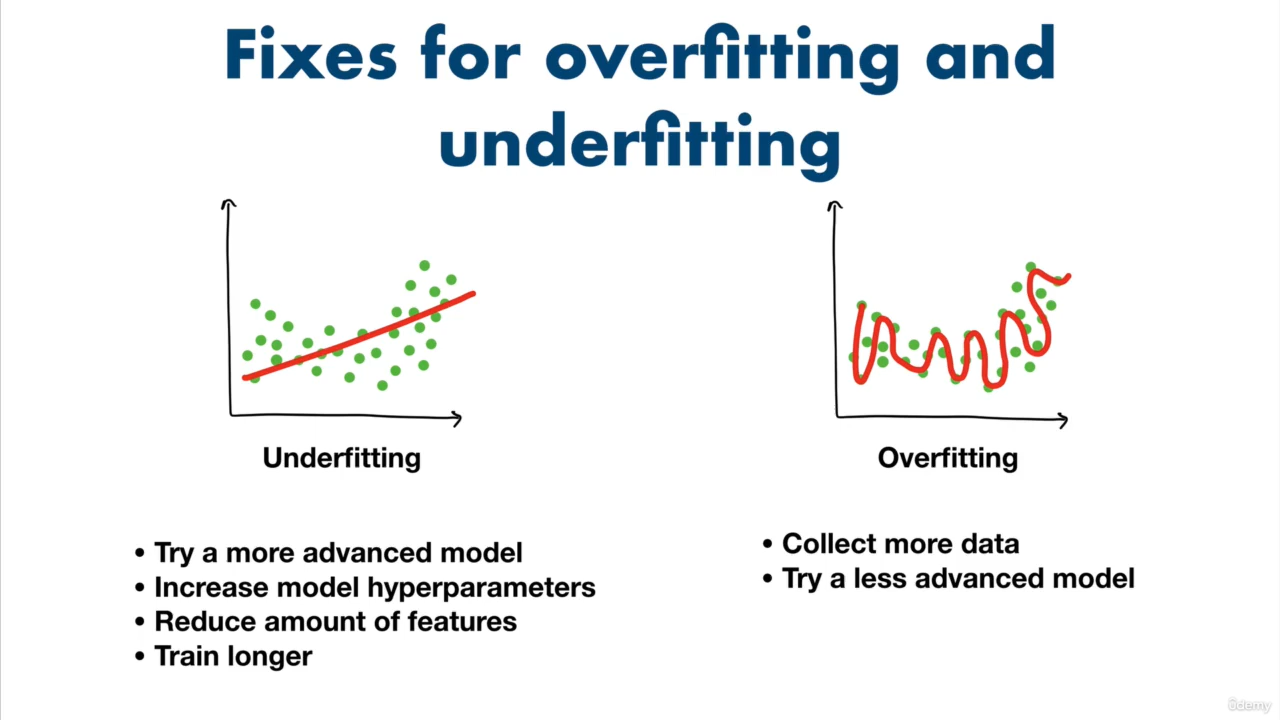 Fixes for overfitting and
underfitting
Underfitting
• Try a more advanced model
• Increase model hyperparameters
• Reduce amount of features
• Train longer
Overfitting
• Collect more data
• Try a less advanced model
ûdemy